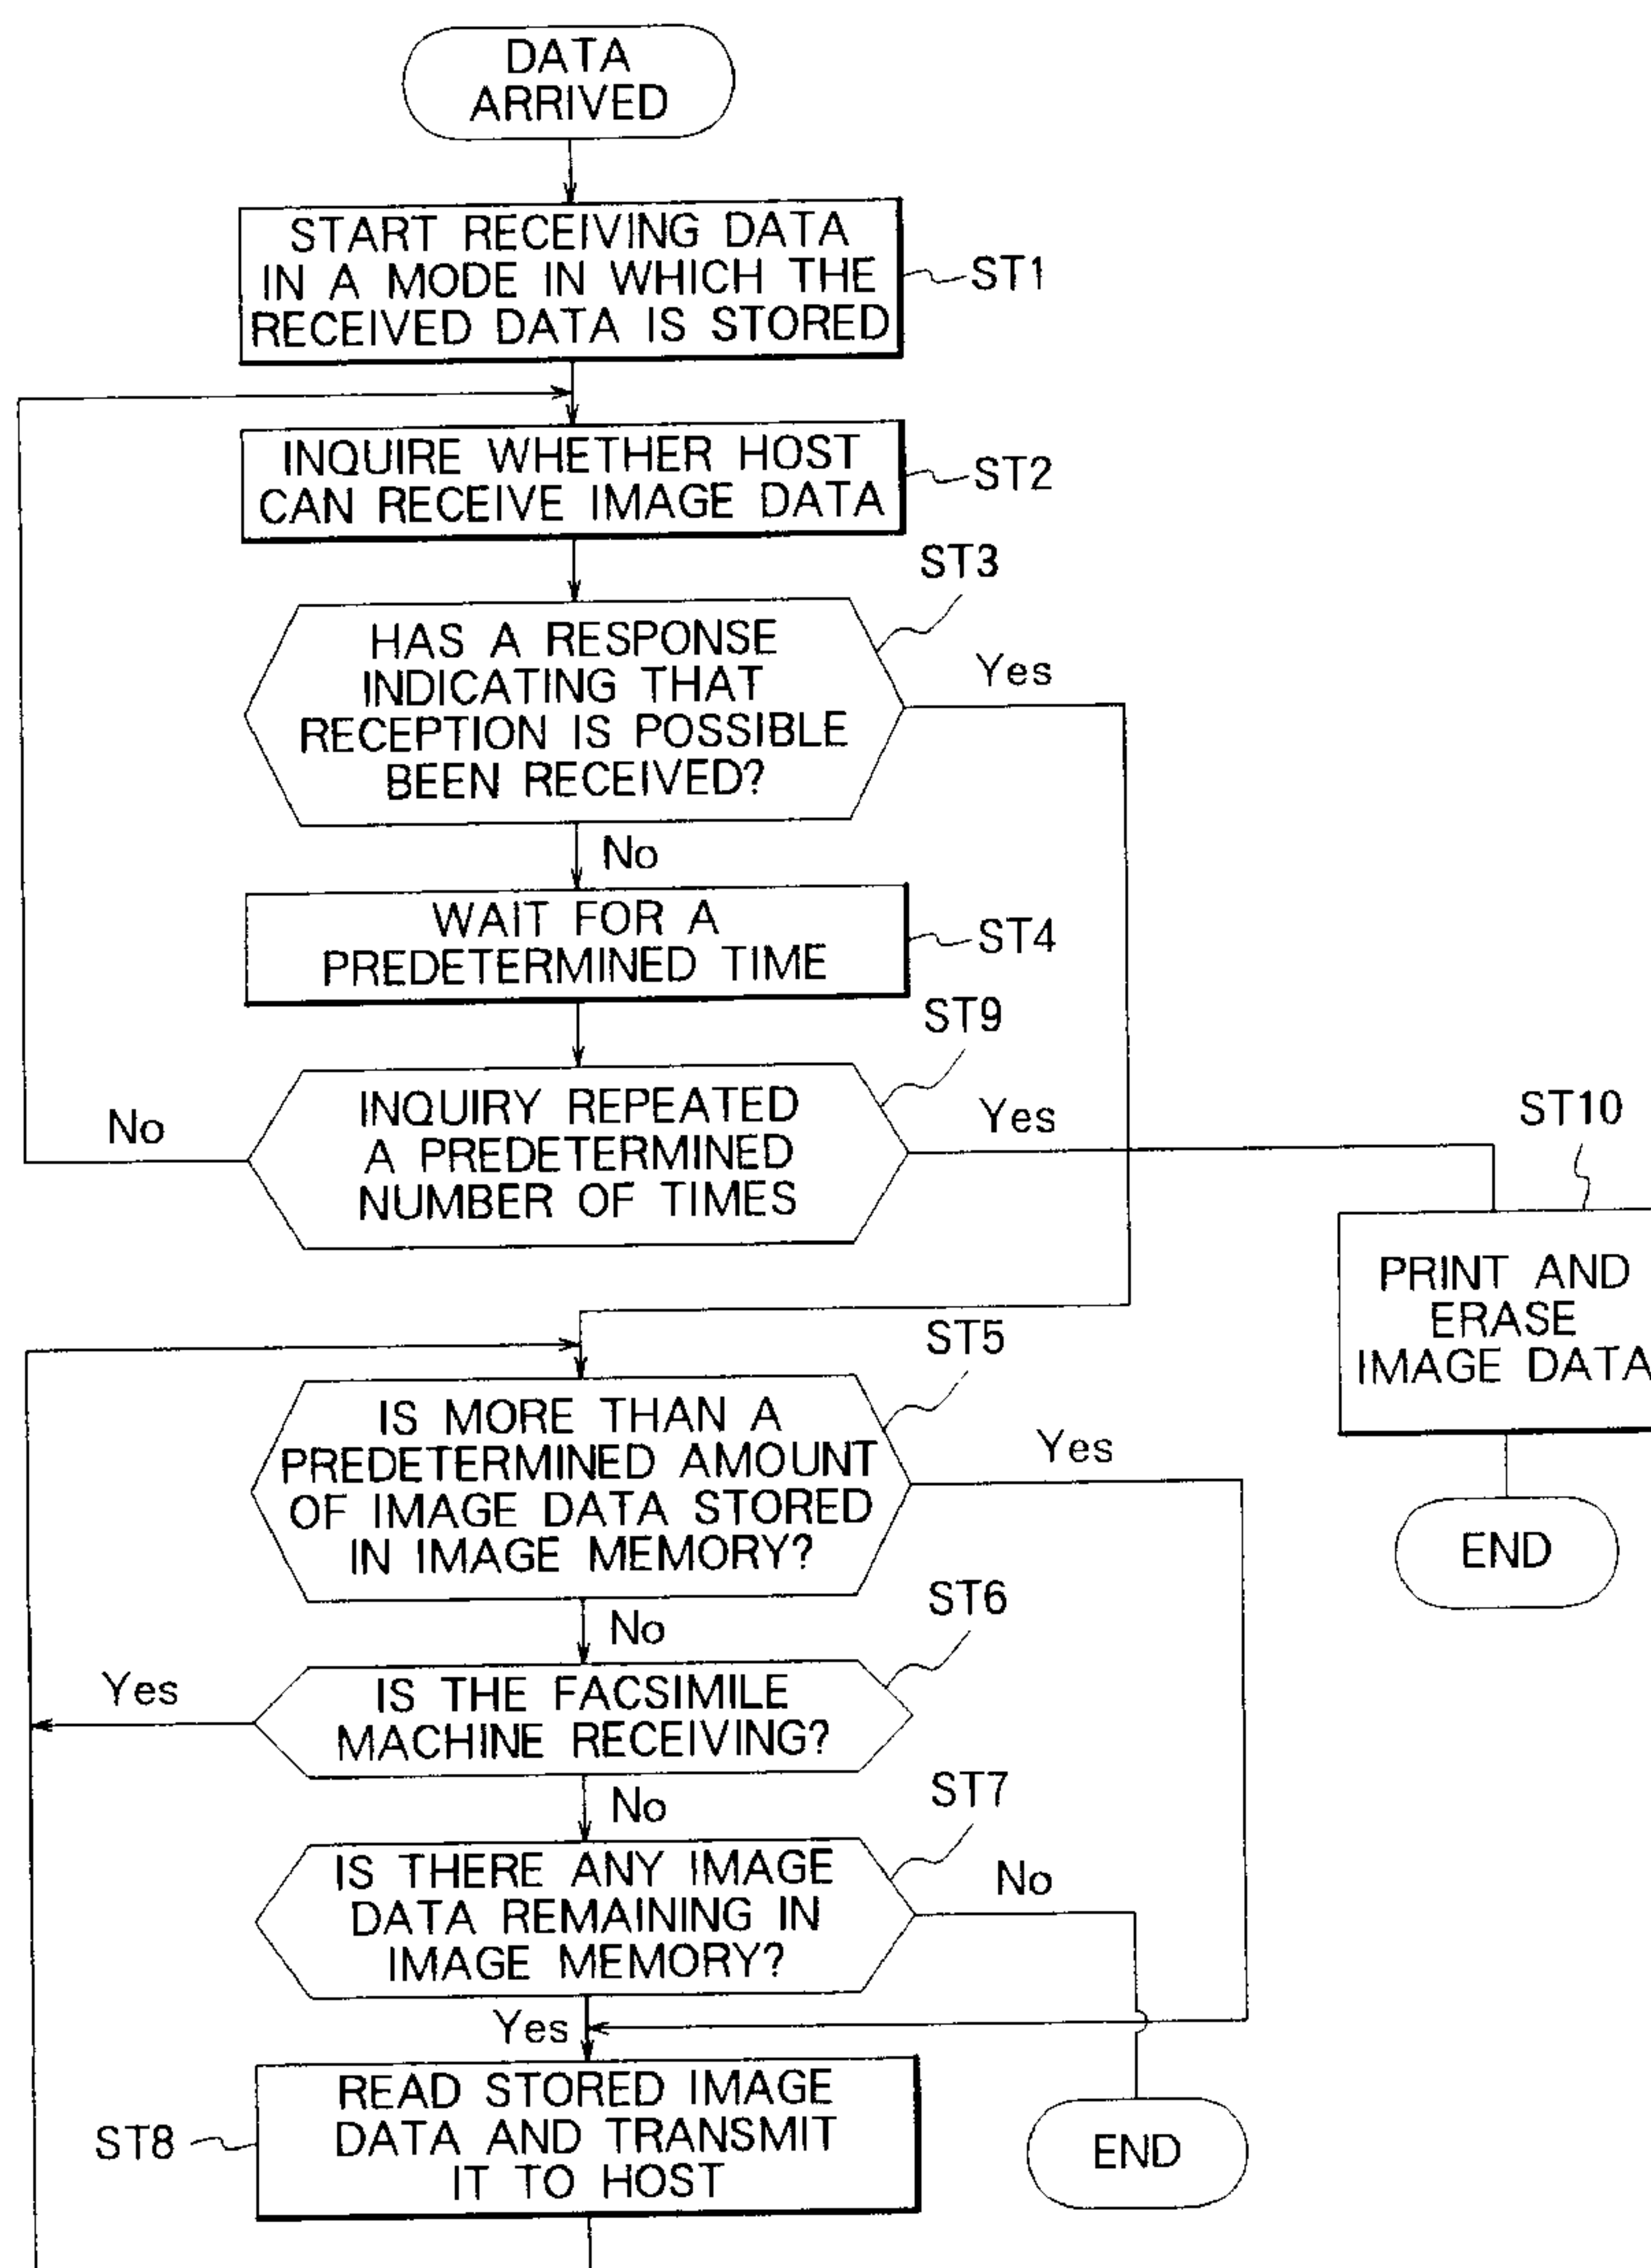 DATA
ARRIVED
START RECEIVING DATA
IN A MODE IN WHICH THE
RECEIVED DATA IS STORED
ST1
INQUIRE WHETHER HOST
CAN RECEIVE IMAGE DATA
ST2
ST3
HAS A RESPONSE
INDICATING THAT
RECEPTION IS POSSIBLE
BEEN RECEIVED?
Yes
No
WAIT FOR A
PREDETERMINED TIME
ST4
ST9
INQUIRY REPEATED
A PREDETERMINED
NUMBER OF TIMES
No
Yes
ST10
PRINT AND
ERASE
IMAGE DATA
END
ST5
IS MORE THAN A
PREDETERMINED AMOUNT
OF IMAGE DATA STORED
IN IMAGE MEMORY?
Yes
No
ST6
IS THE FACSIMILE
MACHINE RECEIVING?
Yes
No
ST7
IS THERE ANY IMAGE
DATA REMAINING IN
IMAGE MEMORY?
No
Yes
READ STORED IMAGE
DATA AND TRANSMIT
IT TO HOST
ST8
END